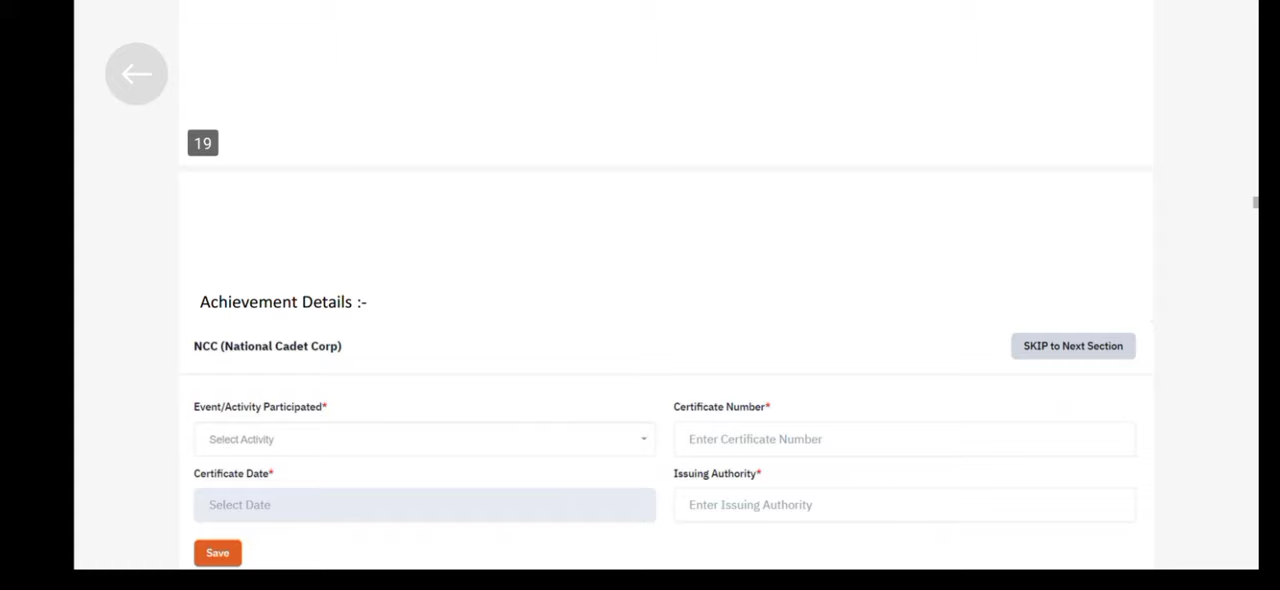 19
Achievement Details :-
NCC (National Cadet Corp)
SKIP to Next Section
Event/Activity Participated*
Certificate Number*
Select Activity
Enter Certificate Number
Certificate Date*
Issuing Authority*
Select Date
Enter Issuing Authority
Save